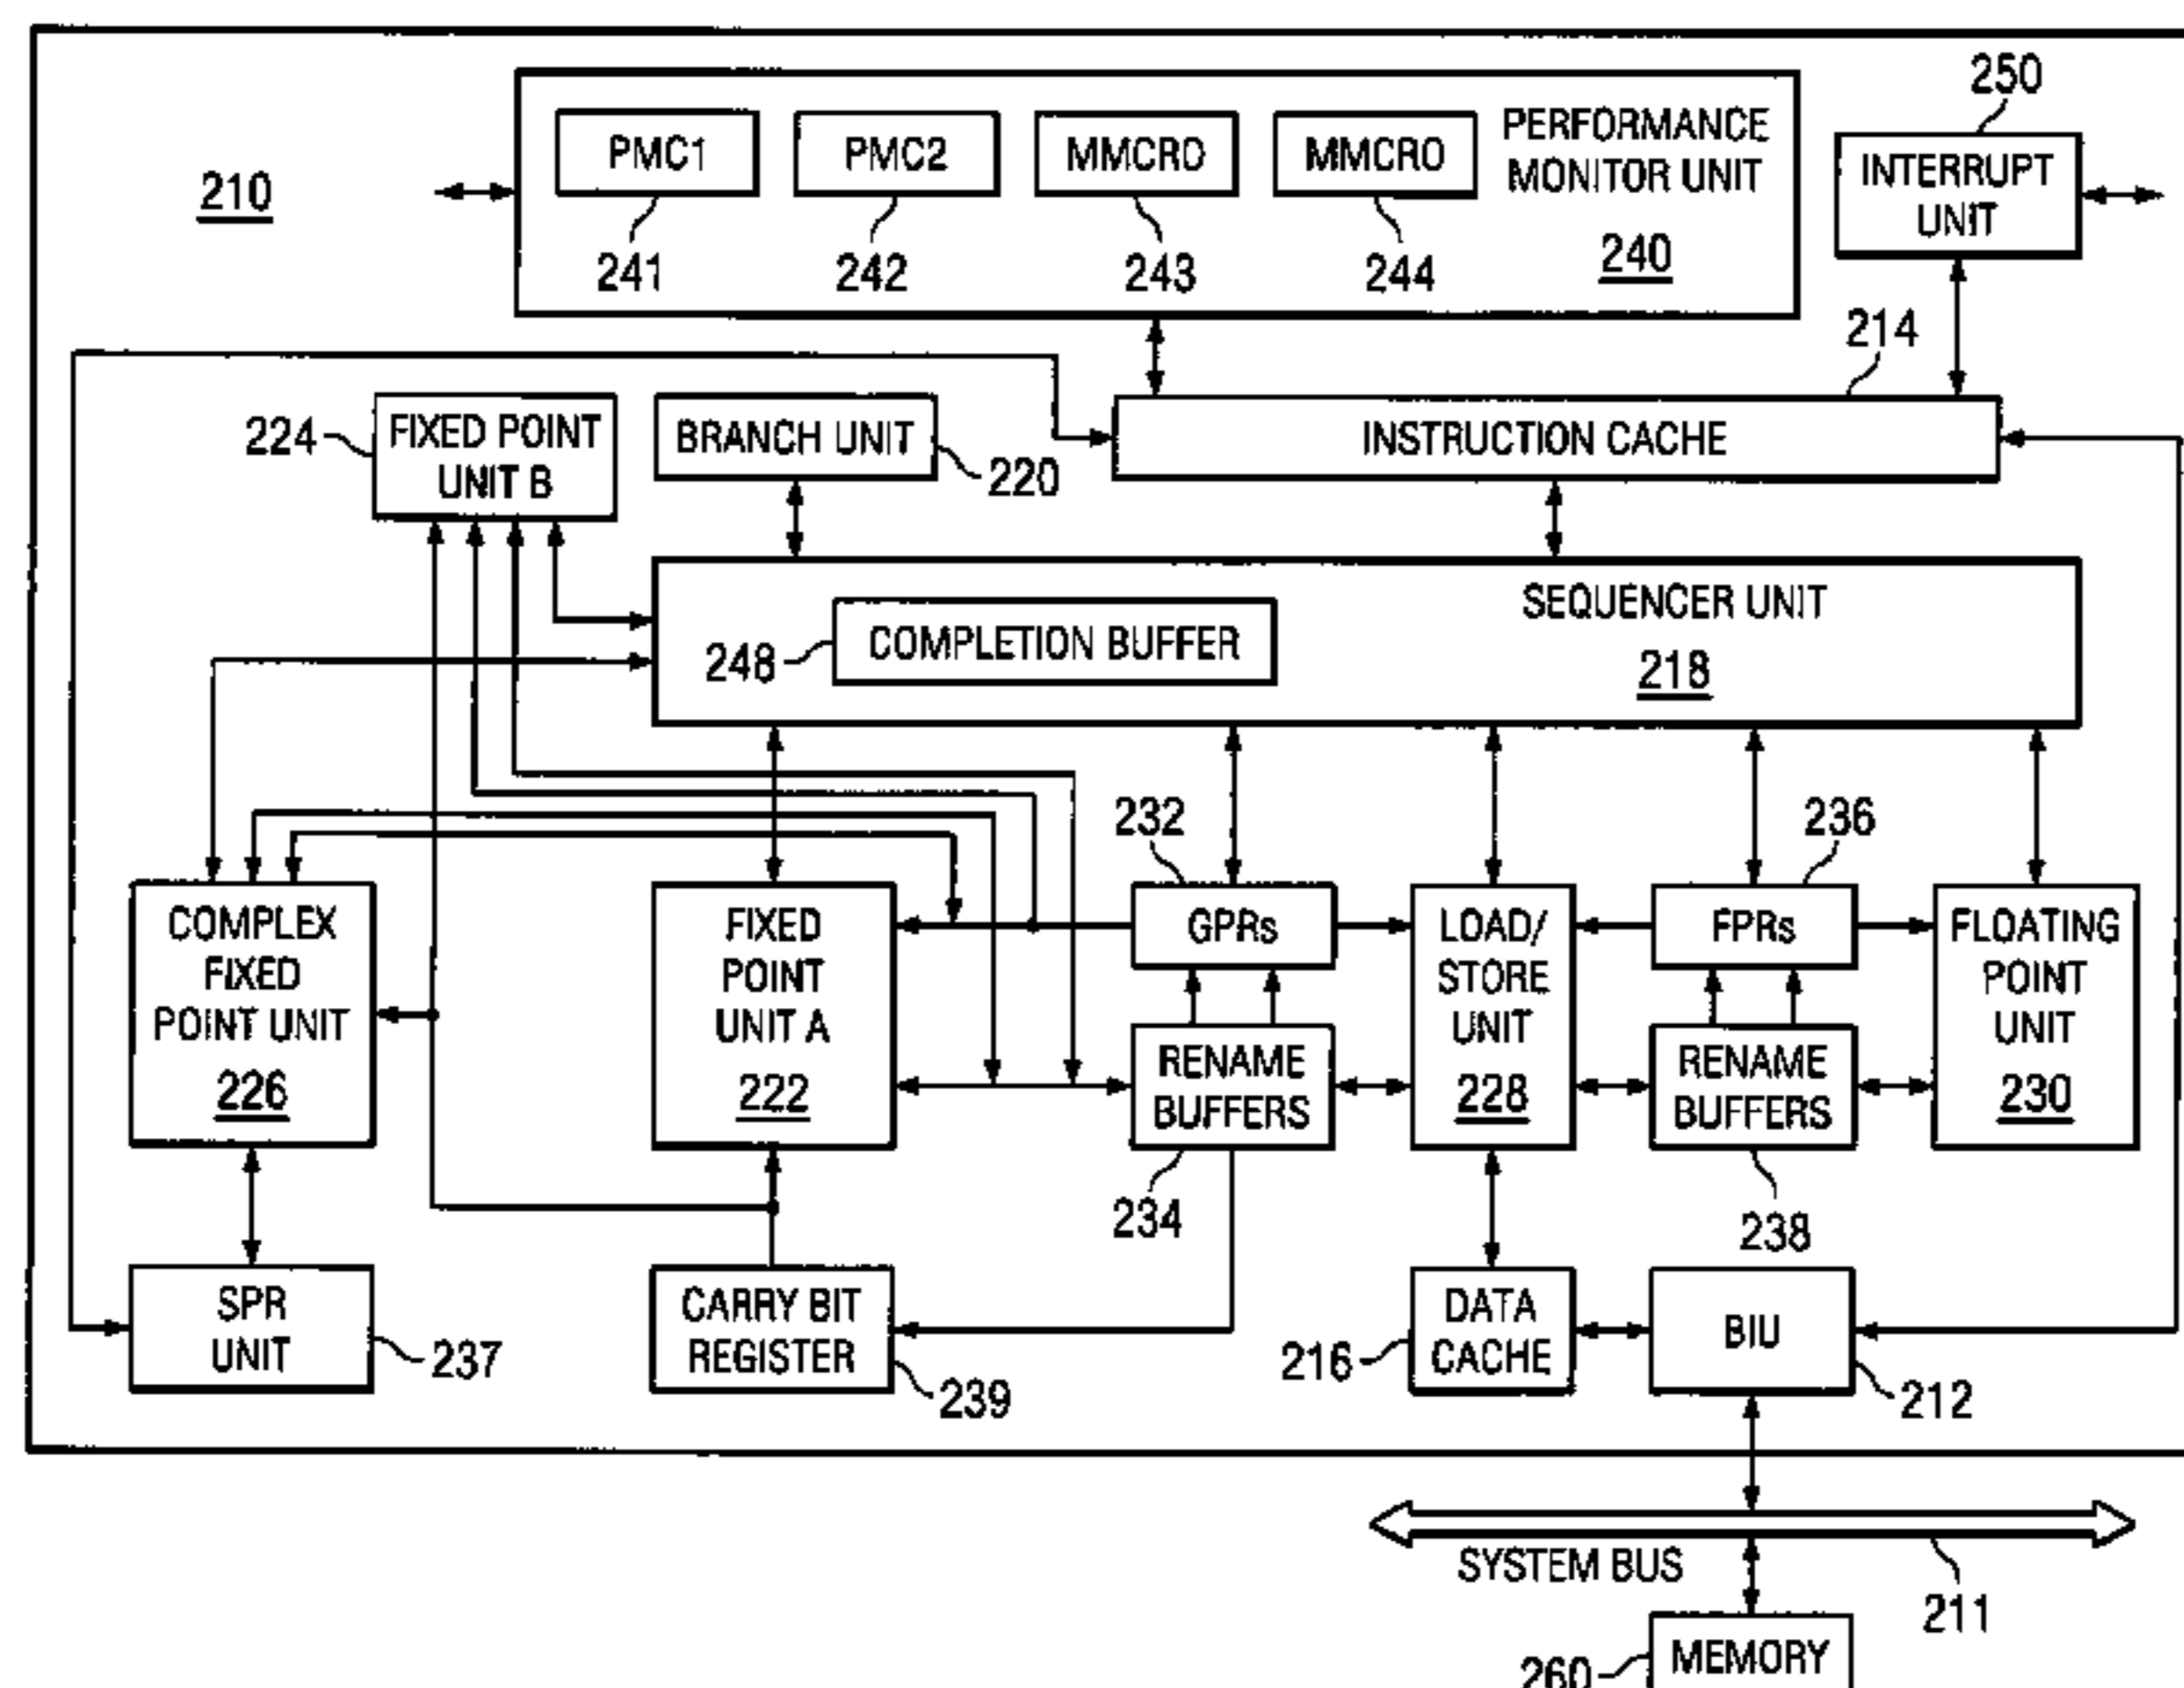 250
PMC1
PMC2
MMCRO
MMCRO
PERFORMANCE
MONITOR UNIT
240
INTERRUPT
UNIT
210
241
242
243
244
214
224
FIXED POINT
UNIT B
BRANCH UNIT
220
INSTRUCTION CACHE
SEQUENCER UNIT
218
248
COMPLETION BUFFER
232
236
COMPLEX
FIXED
POINT UNIT
226
FIXED
POINT
UNIT A
222
GPRs
LOAD/
STORE
UNIT
228
FPRs
FLOATING
POINT
UNIT
230
RENAME
BUFFERS
RENAME
BUFFERS
234
238
SPR
UNIT
237
CARRY BIT
REGISTER
239
216
DATA
CACHE
BIU
212
SYSTEM BUS
211
260
MEMORY